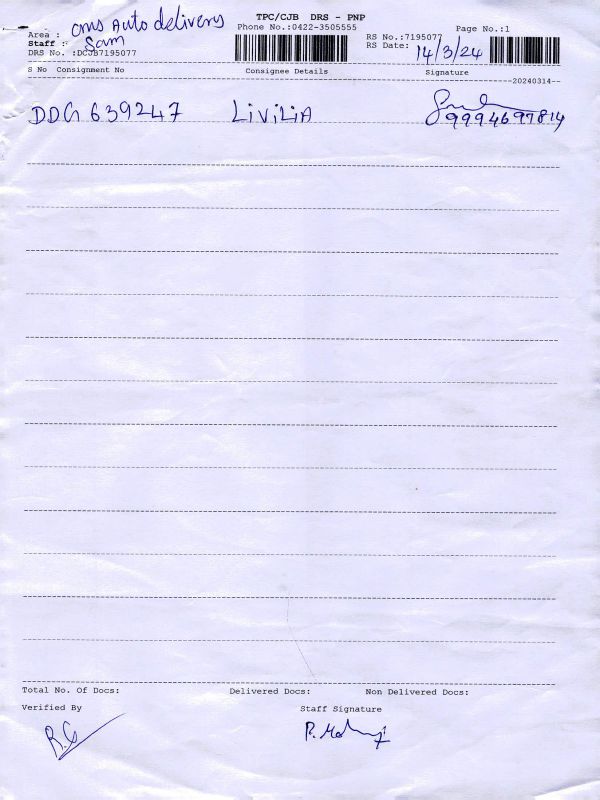 TPC/CJB DRS - PNP
Area : oms Auto delivery
Phone No.:0422-3505555
RS No.:7195077
Page No.:1
Staff : Sam
RS Date: 14/3/24
DRS No. :DCJB7195077
S No Consignment No Consignee Details Signature
20240314
DDG 639247 LiViLiA
9994697814
Total No. Of Docs: Delivered Docs: Non Delivered Docs:
Verified By Staff Signature
R.G